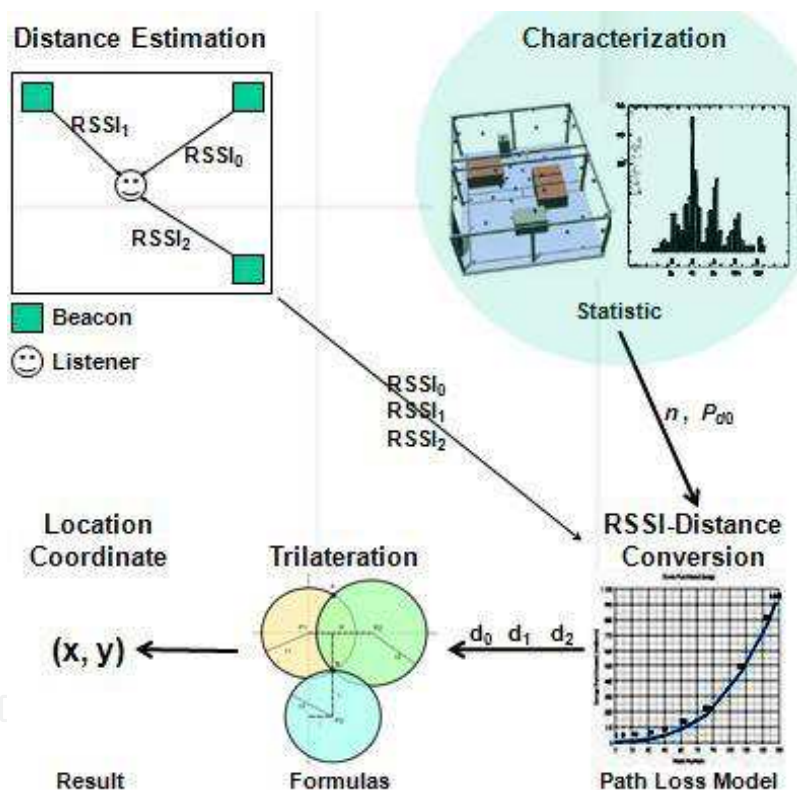 Distance Estimation
Characterization
RSSI₁
RSSI₀
RSSI₂
Statistic
Beacon
Listener
RSSI₀
RSSI₁
RSSI₂
n , P_d0
Location
Coordinate
Trilateration
RSSI-Distance
Conversion
d₀ d₁ d₂
(x, y)
Result
Formulas
Path Loss Model